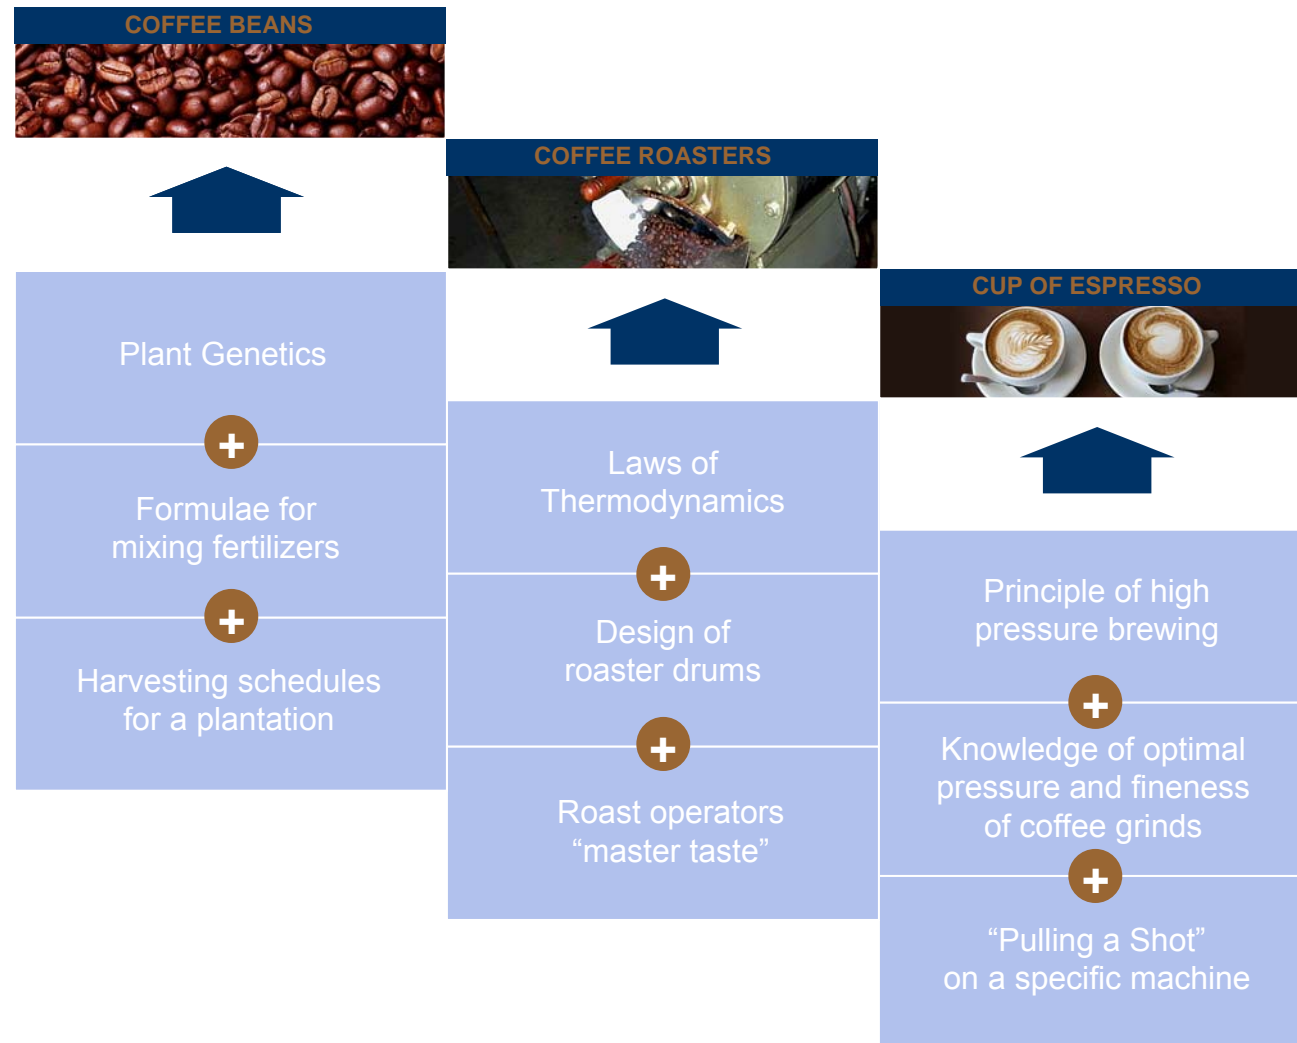 COFFEE BEANS
Plant Genetics
+
Formulae for
mixing fertilizers
+
Harvesting schedules
for a plantation
COFFEE ROASTERS
Laws of
Thermodynamics
+
Design of
roaster drums
+
Roast operators
“master taste”
CUP OF ESPRESSO
Principle of high
pressure brewing
+
Knowledge of optimal
pressure and fineness
of coffee grinds
+
“Pulling a Shot”
on a specific machine